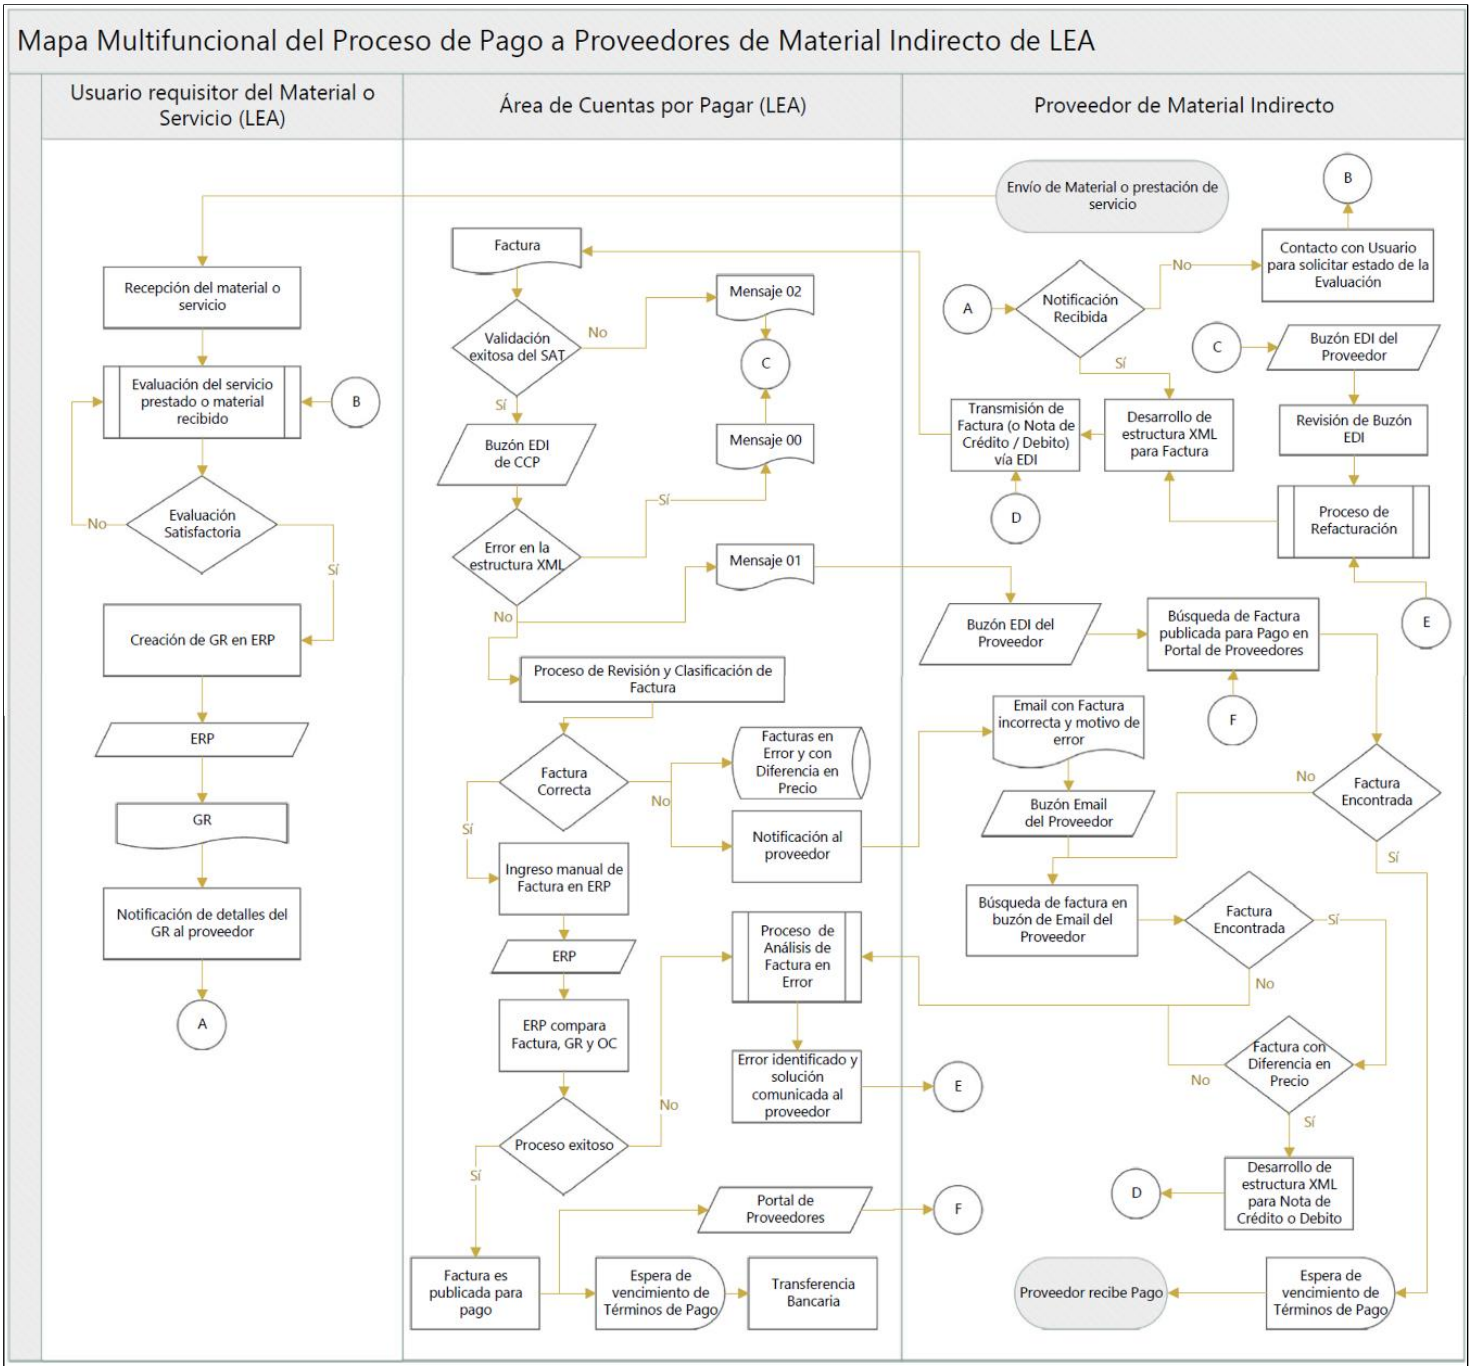 Mapa Multifuncional del Proceso de Pago a Proveedores de Material Indirecto de LEA
Usuario requisitor del Material o
Servicio (LEA)
Área de Cuentas por Pagar (LEA)
Proveedor de Material Indirecto
Recepción del material o
servicio
Evaluación del servicio
prestado o material
recibido
B
Evaluación
Satisfactoria
No
Sí
Creación de GR en ERP
ERP
GR
Notificación de detalles del
GR al proveedor
A
Factura
Validación
exitosa del SAT
No
Mensaje 02
C
Sí
Buzón EDI
de CCP
Mensaje 00
Sí
Error en la
estructura XML
Mensaje 01
No
Proceso de Revisión y Clasificación de
Factura
Factura
Correcta
Facturas en
Error y con
Diferencia en
Precio
No
Sí
Notificación al
proveedor
Ingreso manual de
Factura en ERP
ERP
Proceso de
Análisis de
Factura en
Error
ERP compara
Factura, GR y OC
Error identificado y
solución
comunicada al
proveedor
E
No
Proceso exitoso
Sí
Portal de
Proveedores
F
Factura es
publicada para
pago
Espera de
vencimiento de
Términos de Pago
Transferencia
Bancaria
Envío de Material o prestación de
servicio
B
Contacto con Usuario
para solicitar estado de la
Evaluación
No
A
Notificación
Recibida
Sí
C
Buzón EDI del
Proveedor
Transmisión de
Factura (o Nota de
Crédito / Debito)
vía EDI
Desarrollo de
estructura XML
para Factura
Revisión de Buzón
EDI
D
Proceso de
Refacturación
E
Buzón EDI del
Proveedor
Búsqueda de Factura
publicada para Pago en
Portal de Proveedores
F
Email con Factura
incorrecta y motivo de
error
Buzón Email
del Proveedor
No
Factura
Encontrada
Sí
Búsqueda de factura en
buzón de Email del
Proveedor
Factura
Encontrada
Sí
No
Factura con
Diferencia en
Precio
No
Sí
D
Desarrollo de
estructura XML
para Nota de
Crédito o Debito
Proveedor recibe Pago
Espera de
vencimiento de
Términos de Pago